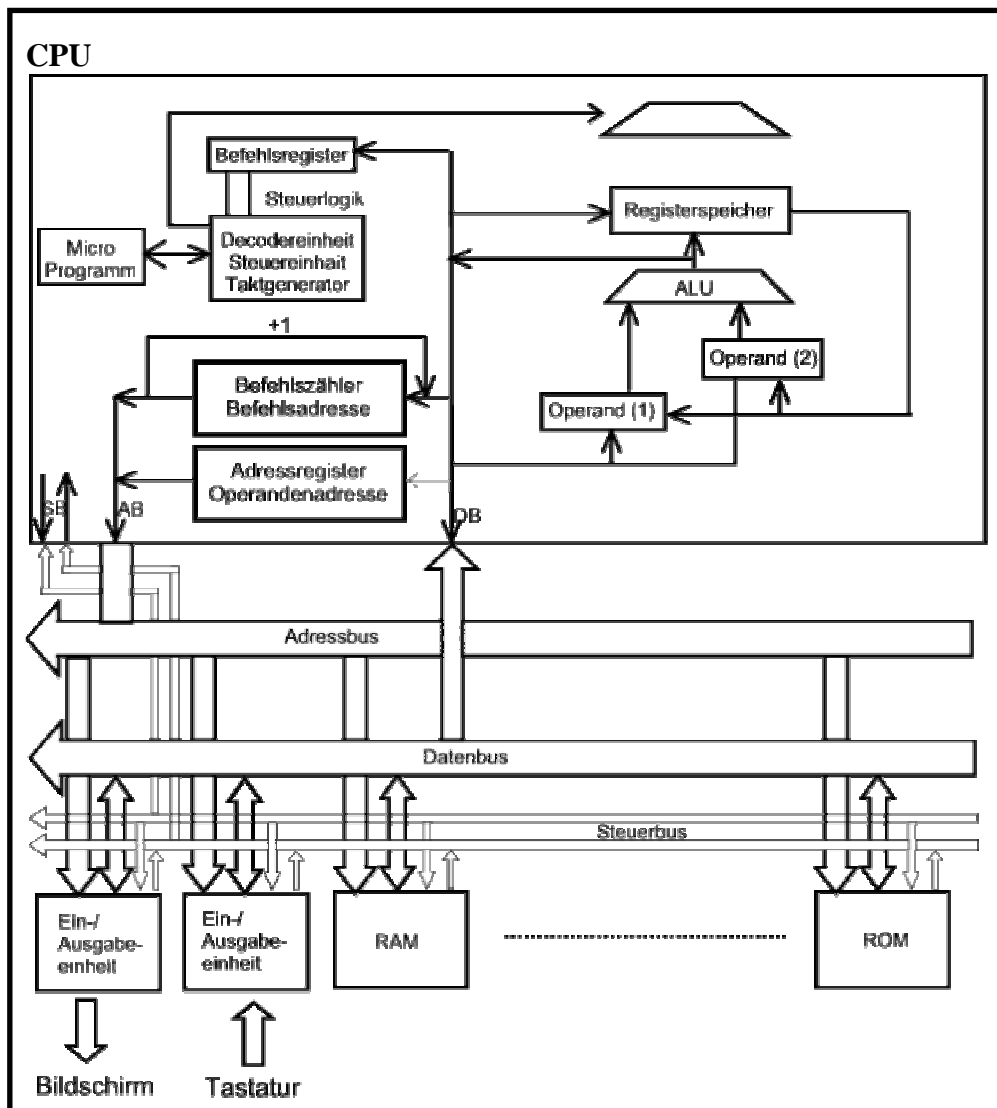 CPU
Befehlsregister
Steuerlogik
Registerspeicher
Micro
Programm
Decodereinheit
Steuereinhait
Taktgenerator
ALU
+1
Operand (2)
Befehlszähler
Befehlsadresse
Operand (1)
Adressregister
Operandenadresse
SB
AB
DB
Adressbus
Datenbus
Steuerbus
Ein-/
Ausgabe-
einheit
Ein-/
Ausgabe-
einheit
RAM
ROM
Bildschirm
Tastatur